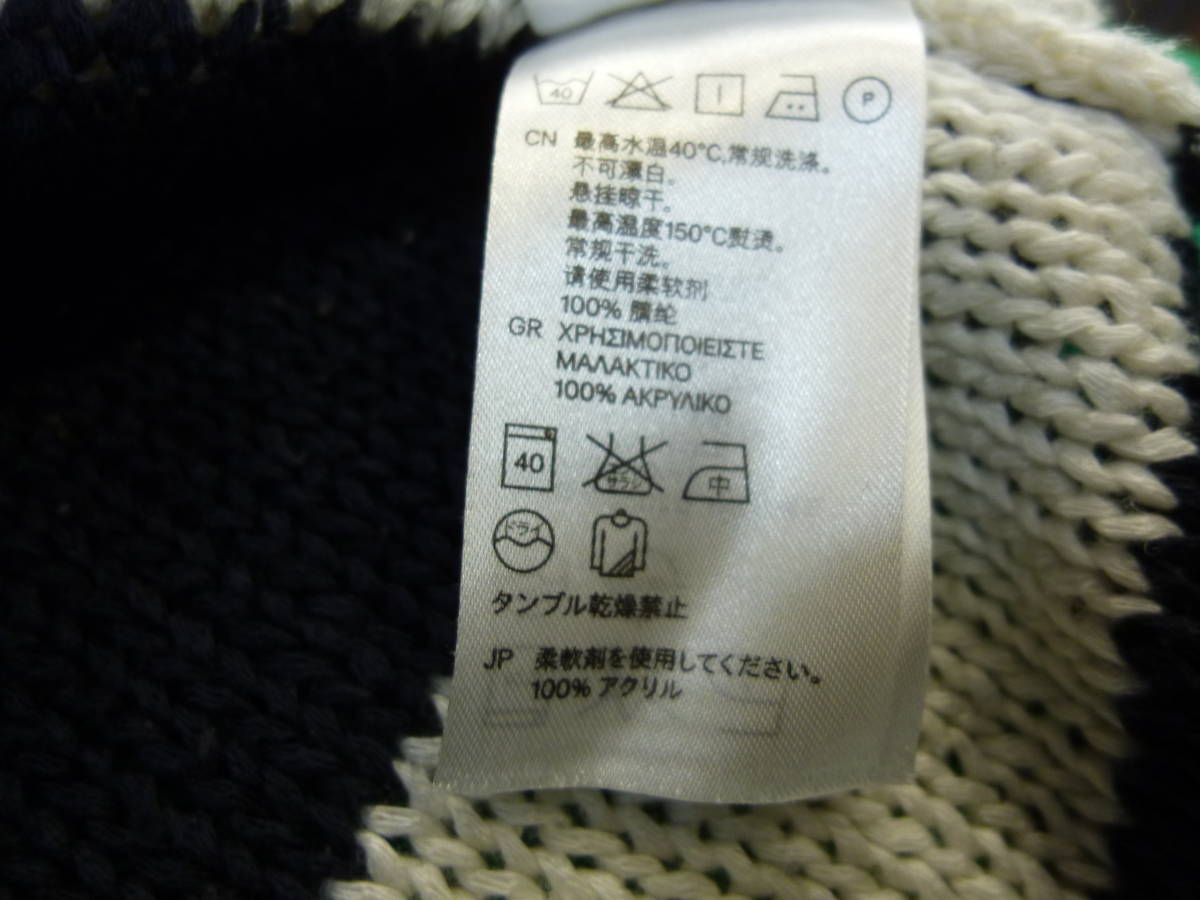 40 P
CN 最高水温40°C,常规洗涤。
不可漂白。
悬挂晾干。
最高温度150°C熨烫。
常规干洗。
请使用柔软剂
100% 腈纶
GR ΧΡΗΣΙΜΟΠΟΙΕΙΣΤΕ
ΜΑΛΑΚΤΙΚΟ
100% ΑΚΡΥΛΙΚΟ
40 サラシ 中
ドライ
タンブル乾燥禁止
JP 柔軟剤を使用してください。
100% アクリル